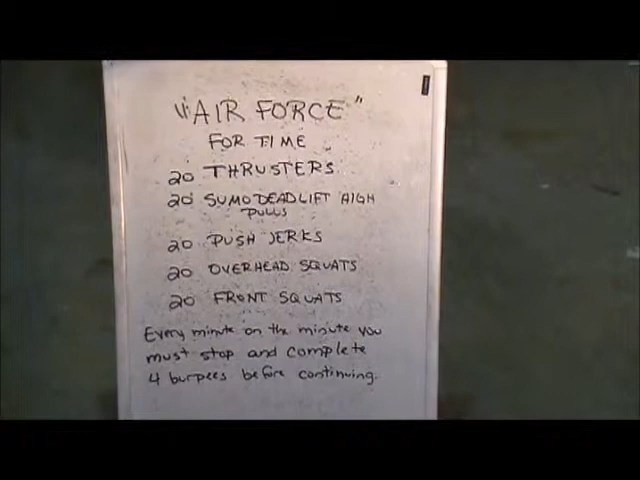 "AIR FORCE"
FOR TIME
20 THRUSTERS
20 SUMO DEADLIFT HIGH
PULLS
20 PUSH JERKS
20 OVERHEAD SQUATS
20 FRONT SQUATS
Every minute on the minute you
must stop and complete
4 burpees before continuing.